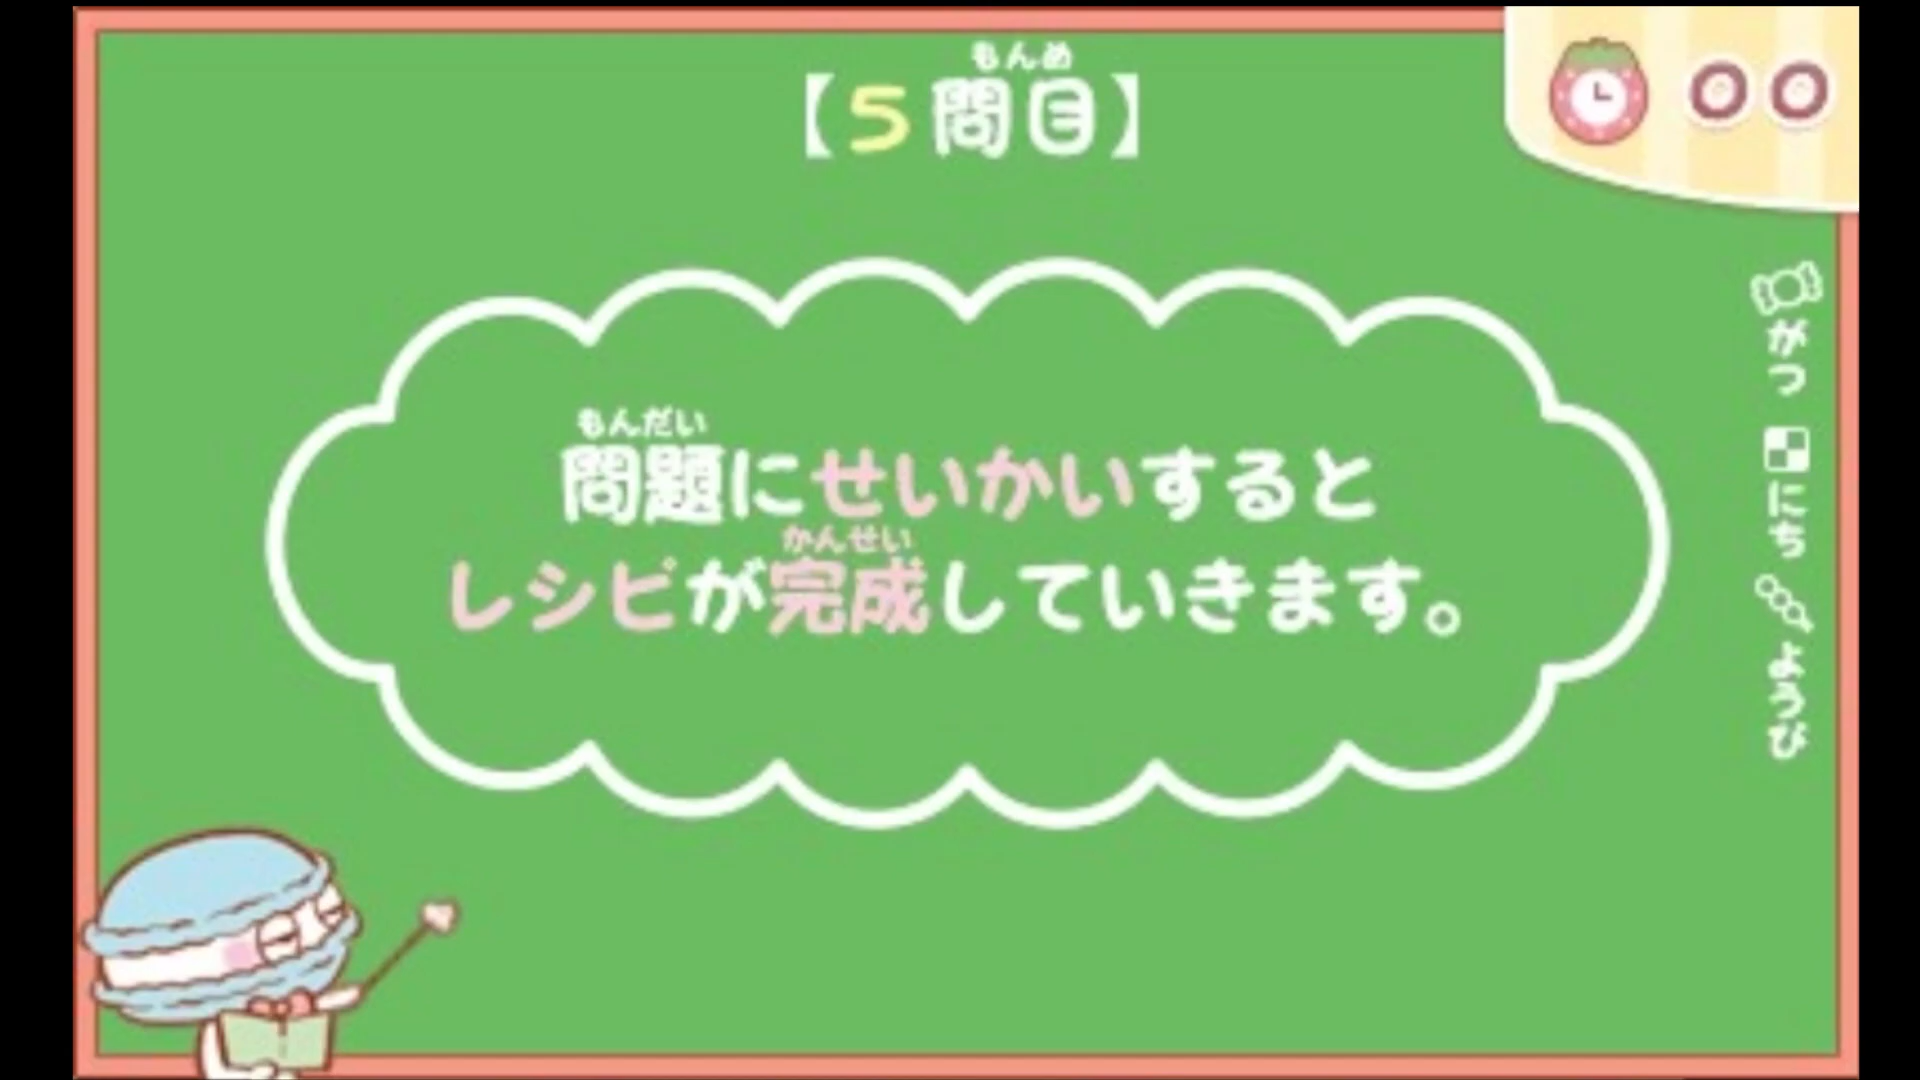 もんめ
【5問目】
00
もんだい
問題にせいかいすると
かんせい
レシピが完成していきます。
がつ にち ようび